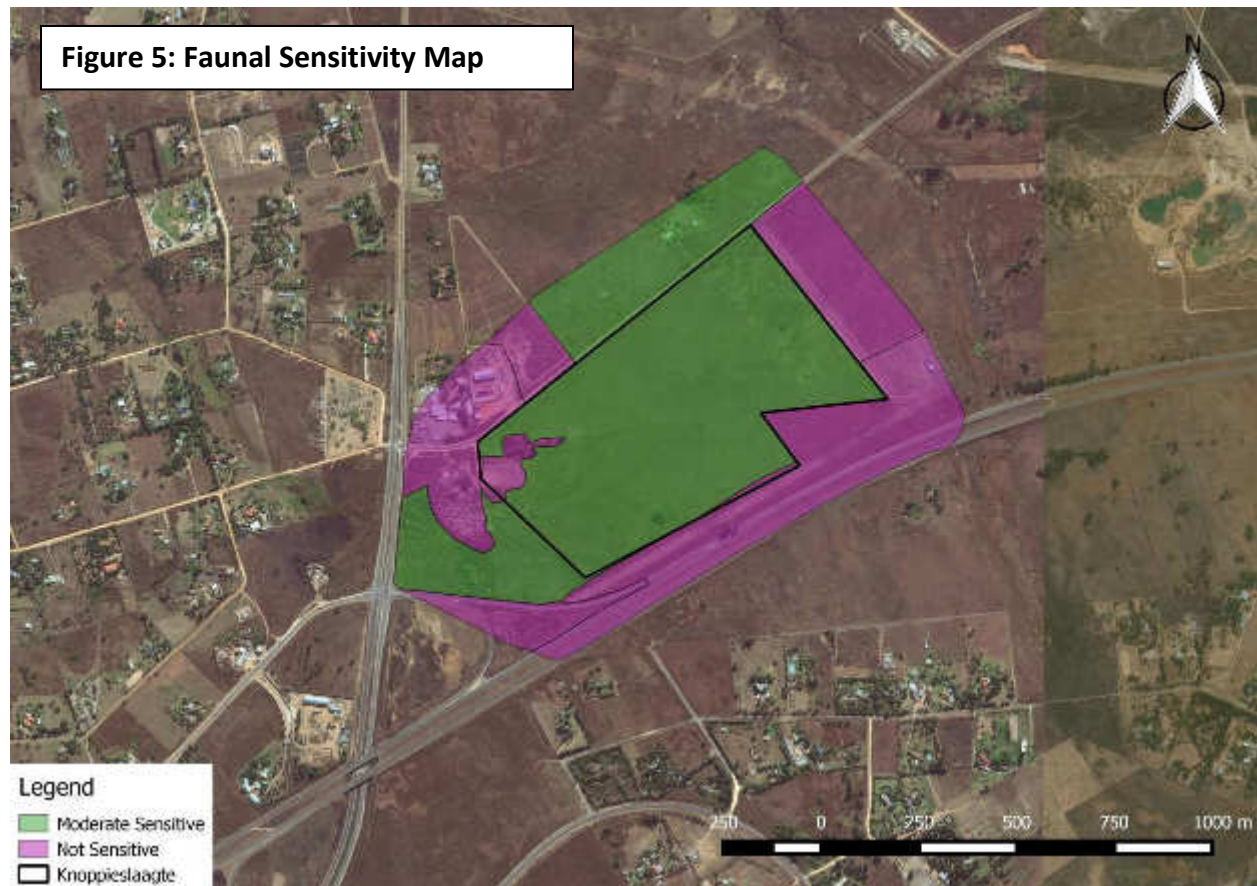 Figure 5: Faunal Sensitivity Map
N
Legend
Moderate Sensitive
Not Sensitive
Knoppieslaagte
250 0 250 500 750 1000 m